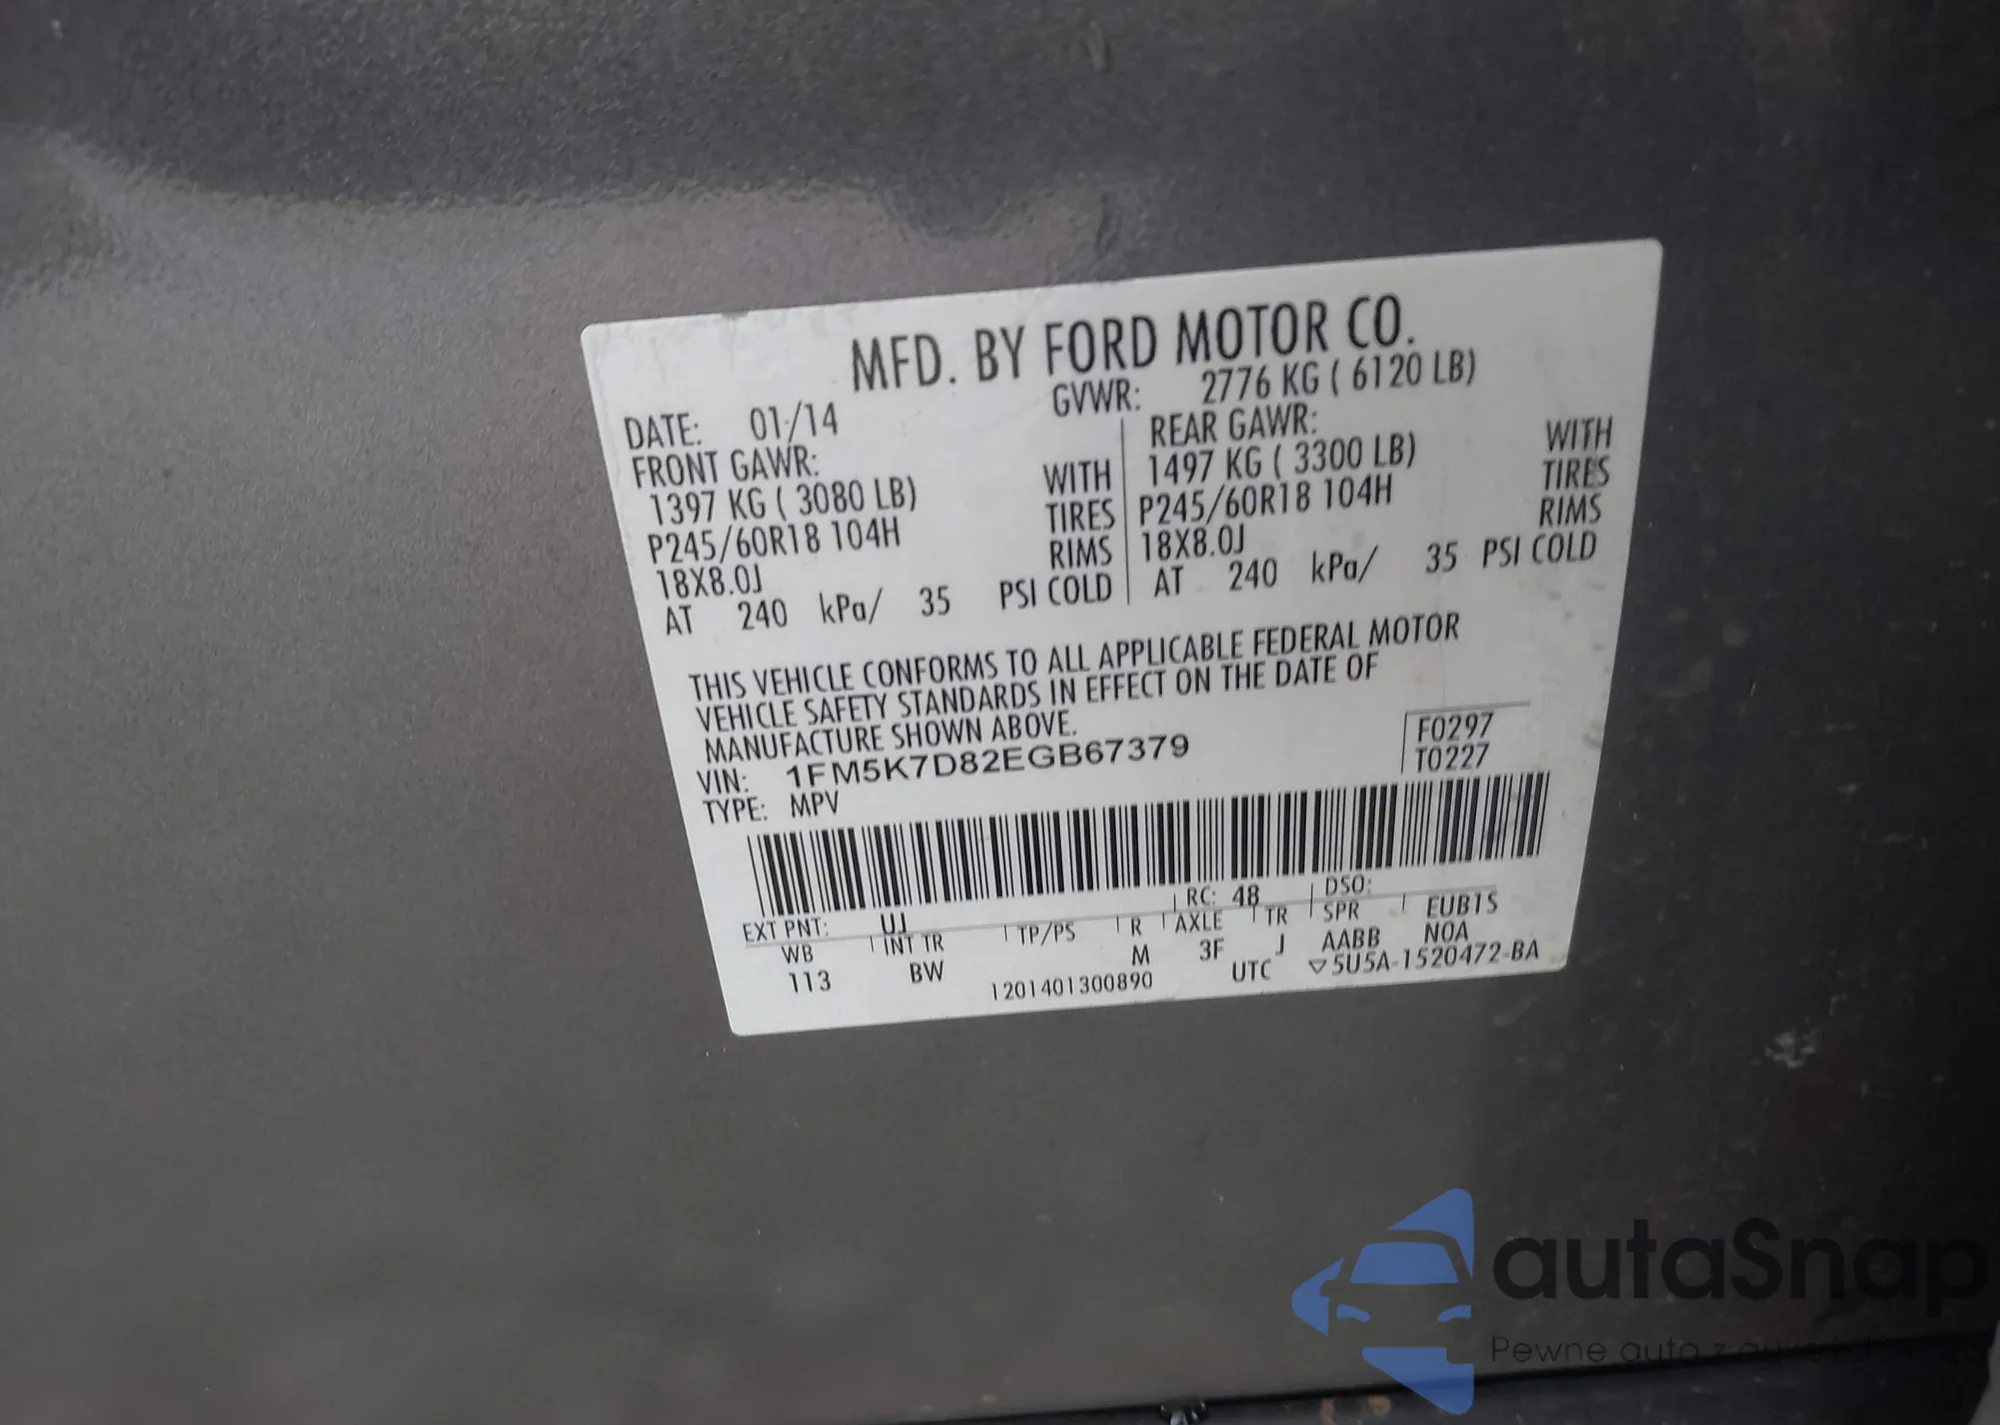 MFD. BY FORD MOTOR CO.
DATE: 01/14 GVWR: 2776 KG ( 6120 LB)
FRONT GAWR: REAR GAWR:
1397 KG ( 3080 LB) WITH 1497 KG ( 3300 LB) WITH
P245/60R18 104H TIRES P245/60R18 104H TIRES
18X8.0J RIMS 18X8.0J RIMS
AT 240 kPa/ 35 PSI COLD AT 240 kPa/ 35 PSI COLD
THIS VEHICLE CONFORMS TO ALL APPLICABLE FEDERAL MOTOR
VEHICLE SAFETY STANDARDS IN EFFECT ON THE DATE OF
MANUFACTURE SHOWN ABOVE.
VIN: 1FM5K7D82EGB67379 F0297
TYPE: MPV T0227
EXT PNT: UJ RC: 48 DSO:
WB INT TR TP/PS R AXLE TR SPR EUB1S
113 BW M 3F J AABB NOA
1201401300890 UTC ▽5U5A-1520472-BA
autaSnap
Pewne auta z